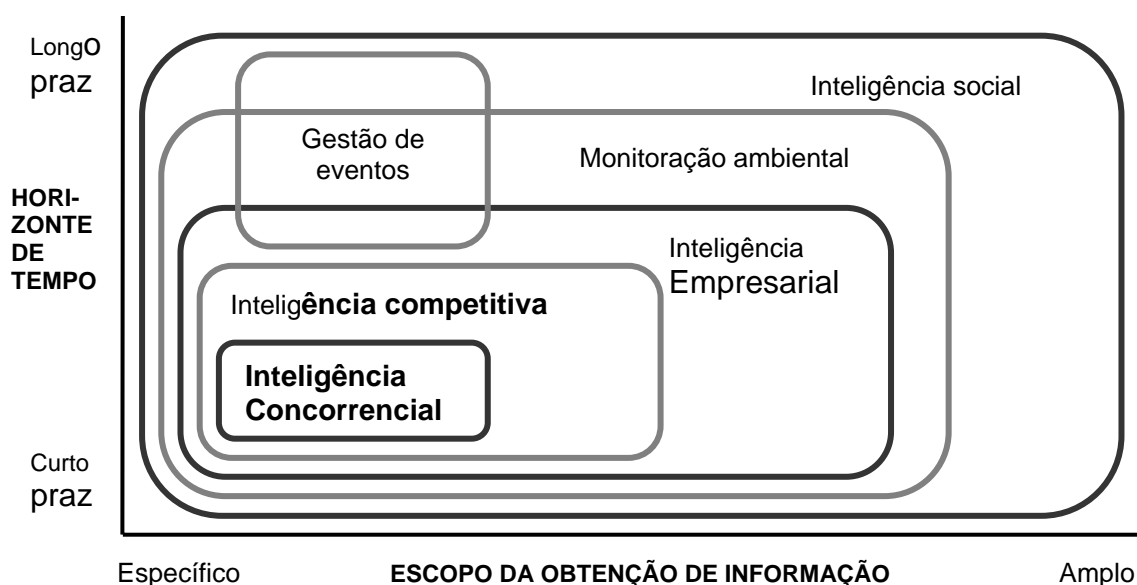 LongO
praz
Inteligência social
Gestão de
eventos
Monitoração ambiental
HORI-
ZONTE
DE
TEMPO
Inteligência
Empresarial
Inteligência competitiva
Inteligência
Concorrencial
Curto
praz
Específico
ESCOPO DA OBTENÇÃO DE INFORMAÇÃO
Amplo